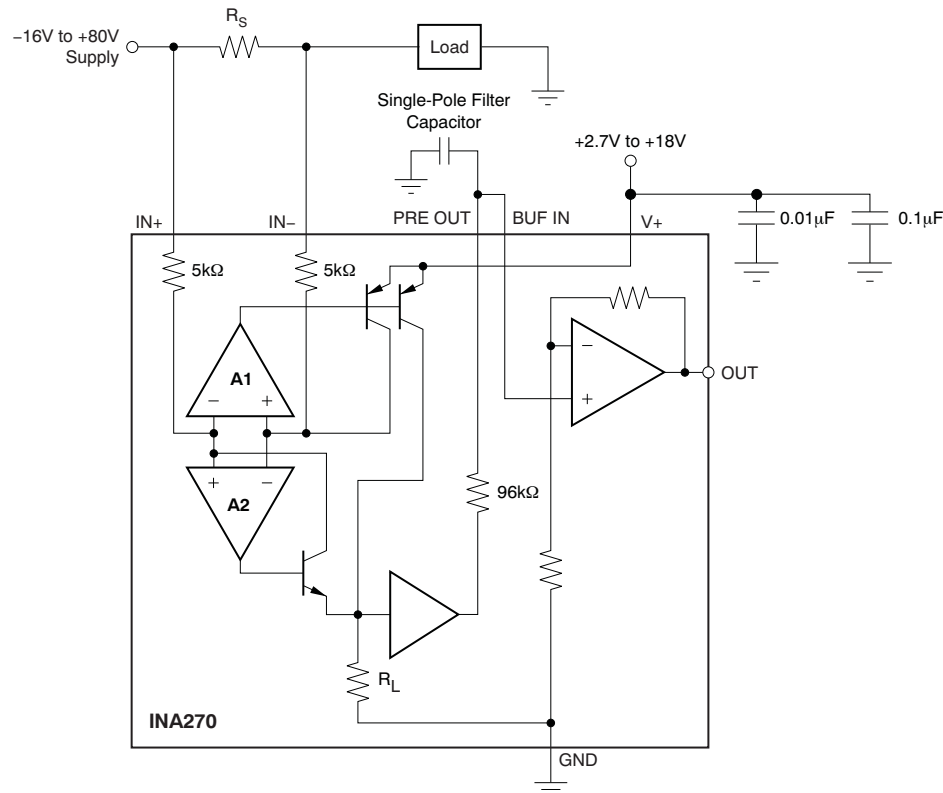 R_S
−16V to +80V
Supply
Load
Single-Pole Filter
Capacitor
+2.7V to +18V
IN+
IN−
PRE OUT
BUF IN
V+
0.01μF
0.1μF
5kΩ
5kΩ
A1
−
+
−
+
OUT
+
−
A2
96kΩ
R_L
INA270
GND